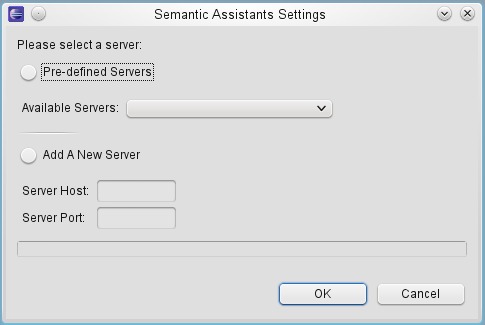 Semantic Assistants Settings
Please select a server:
Pre-defined Servers
Available Servers:
Add A New Server
Server Host:
Server Port:
OK
Cancel